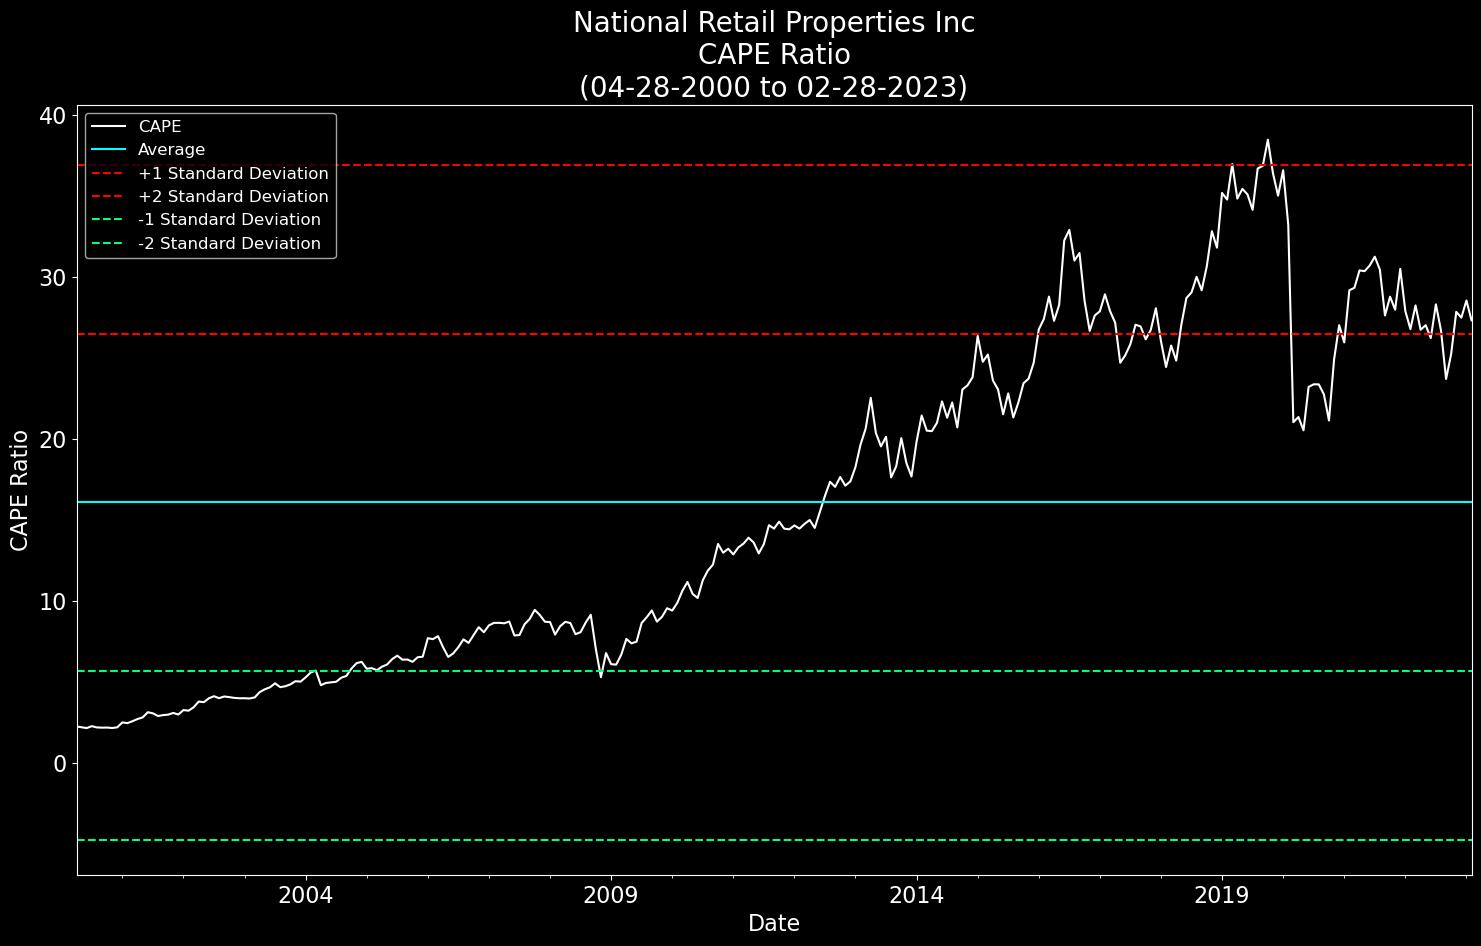 National Retail Properties Inc
CAPE Ratio
(04-28-2000 to 02-28-2023)
40
30
20
10
0
CAPE Ratio
CAPE
Average
+1 Standard Deviation
+2 Standard Deviation
-1 Standard Deviation
-2 Standard Deviation
2004
2009
2014
2019
Date